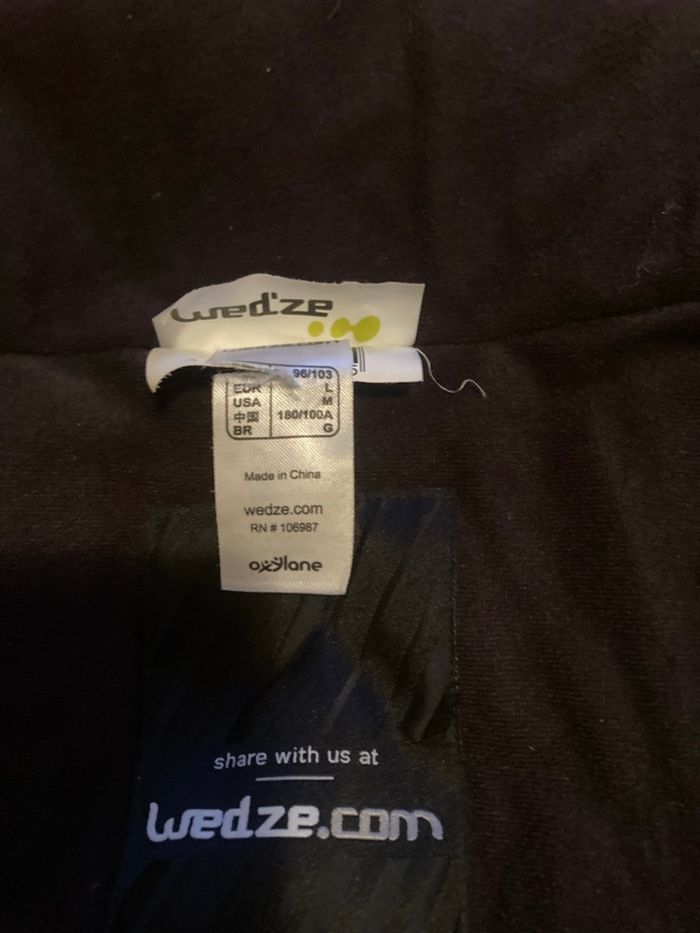 wed'ze
96/103
EUR L
USA M
中国 180/100A
BR G
Made in China
wedze.com
RN # 106987
oxylane
share with us at
wedze.com